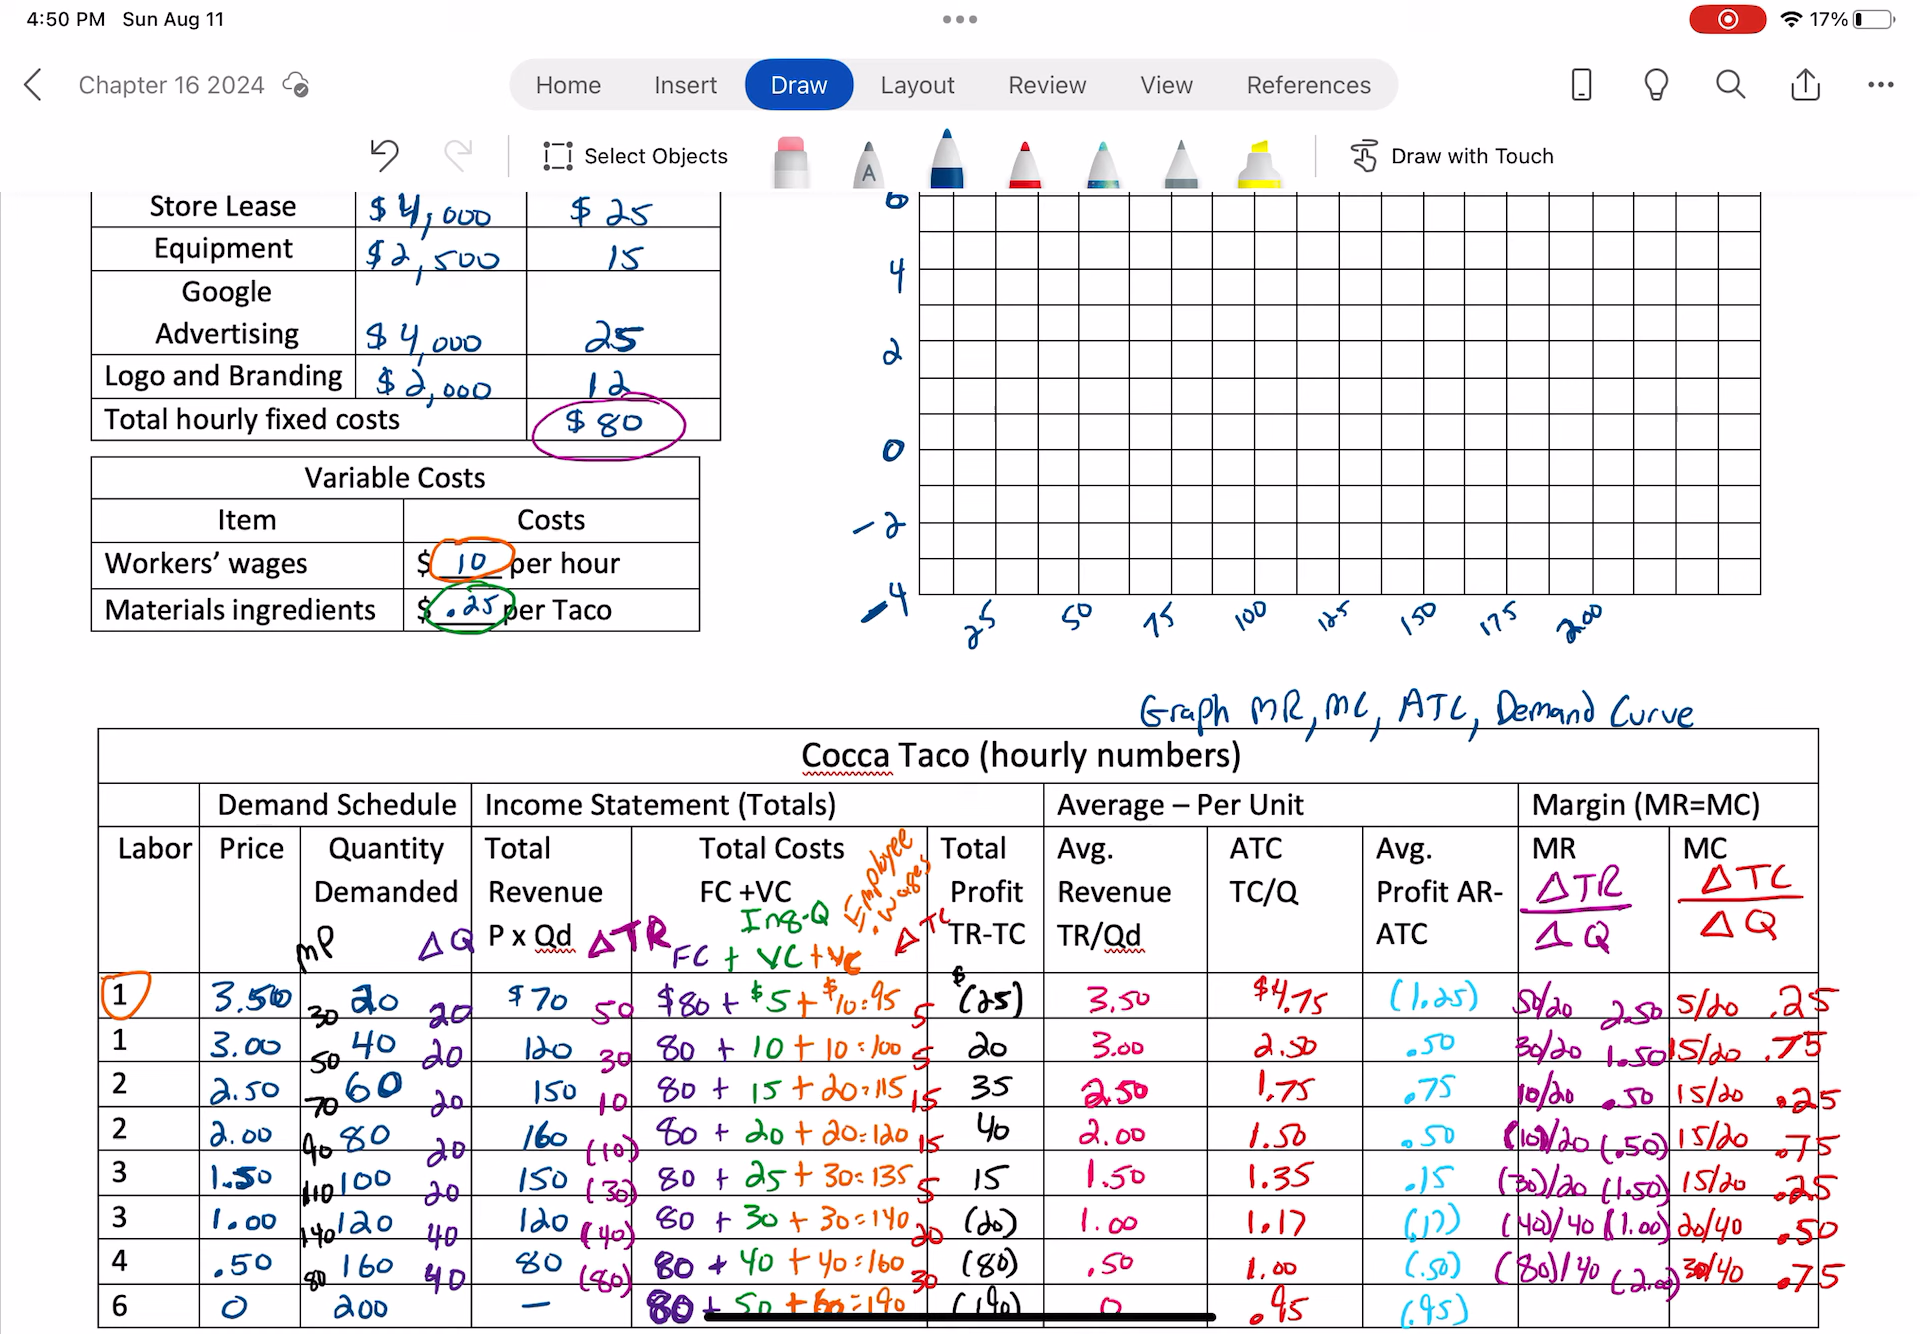 4:50 PM Sun Aug 11
17%
Chapter 16 2024
Home Insert Draw Layout Review View References
Select Objects
A
Draw with Touch
Store Lease $4,000 $25
Equipment $2,500 15
Google
Advertising $4,000 25
Logo and Branding $2,000 12
Total hourly fixed costs $80
Variable Costs
Item Costs
Workers' wages $ 10 per hour
Materials ingredients $ .25 per Taco
6
4
2
0
-2
-4
25 50 75 100 125 150 175 200
Graph MR, MC, ATC, Demand Curve
Cocca Taco (hourly numbers)
Demand Schedule Income Statement (Totals) Average – Per Unit Margin (MR=MC)
Labor Price Quantity Total Total Costs Employee Total Avg. ATC Avg. MR MC
Demanded Revenue FC +VC wages Profit Revenue TC/Q Profit AR- ΔTR ΔTC
MP ΔQ P x Qd ΔTR Ing·Q ΔTC TR-TC TR/Qd ATC ΔQ ΔQ
FC + VC + VC
1 3.50 30 20 20 $70 50 $80 + $5 + $10 = 95 5 $(25) 3.50 $4.75 (1.25) 50/20 2.50 5/20 .25
1 3.00 50 40 20 120 30 80 + 10 + 10 = 100 5 20 3.00 2.50 .50 30/20 1.50 15/20 .75
2 2.50 70 60 20 150 10 80 + 15 + 20 = 115 15 35 2.50 1.75 .75 10/20 .50 15/20 .25
2 2.00 90 80 20 160 (10) 80 + 20 + 20 = 120 15 40 2.00 1.50 .50 (10)/20 (.50) 15/20 .75
3 1.50 110 100 20 150 (30) 80 + 25 + 30 = 135 5 15 1.50 1.35 .15 (30)/20 (1.50) 15/20 .25
3 1.00 140 120 40 120 (40) 80 + 30 + 30 = 140 20 (20) 1.00 1.17 (.17) (40)/40 (1.00) 20/40 .50
4 .50 80 160 40 80 (80) 80 + 40 + 40 = 160 30 (80) .50 1.00 (.50) (80)/40 (2.00) 30/40 .75
6 0 200 — 80 + 50 + 60 = 190 (190) 0 .95 (.95)